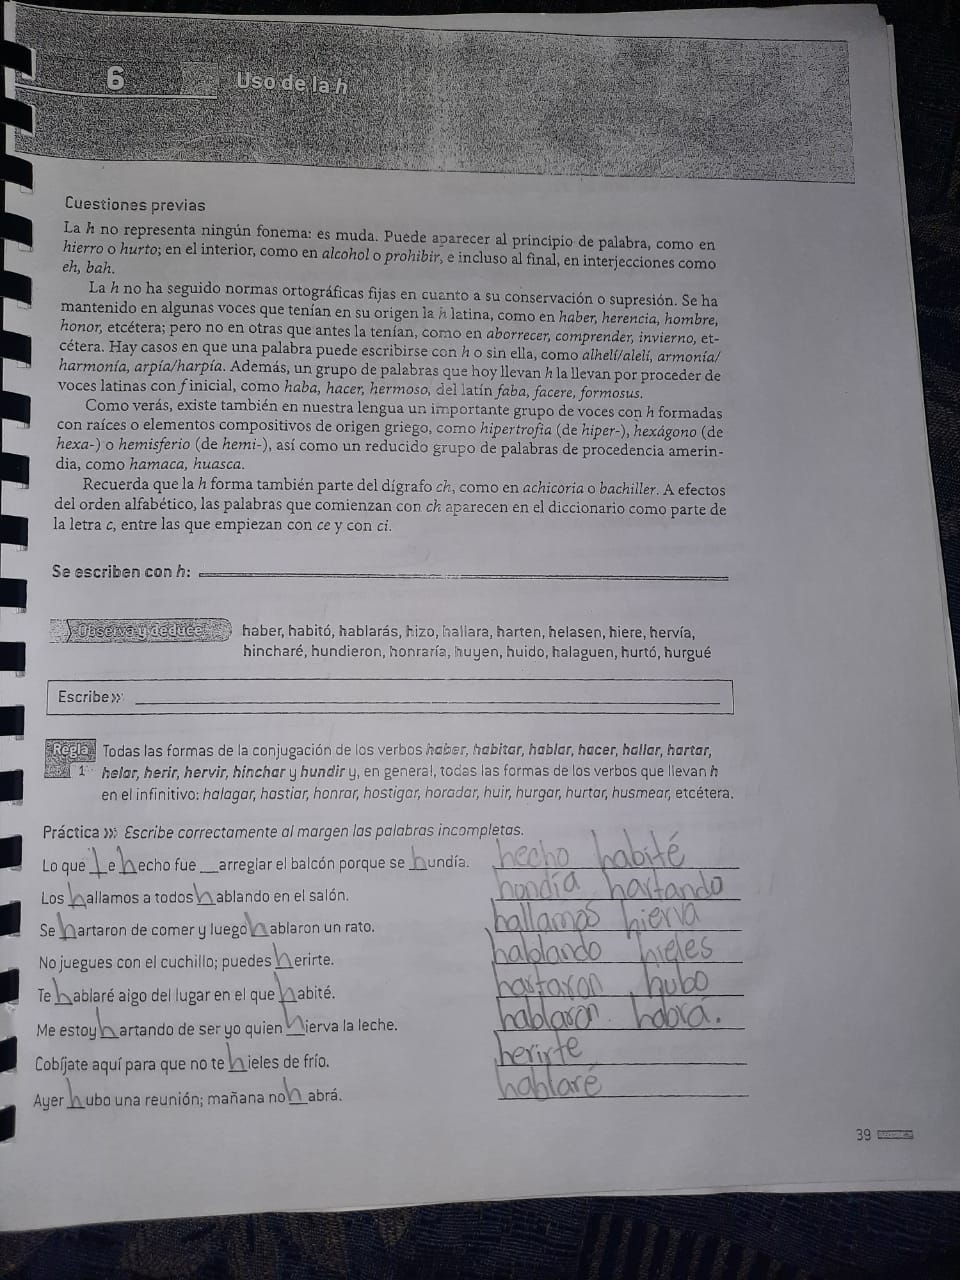 6 Uso de la h
Cuestiones previas
La h no representa ningún fonema: es muda. Puede aparecer al principio de palabra, como en
hierro o hurto; en el interior, como en alcohol o prohibir, e incluso al final, en interjecciones como
eh, bah.
La h no ha seguido normas ortográficas fijas en cuanto a su conservación o supresión. Se ha
mantenido en algunas voces que tenían en su origen la h latina, como en haber, herencia, hombre,
honor, etcétera; pero no en otras que antes la tenían, como en aborrecer, comprender, invierno, et-
cétera. Hay casos en que una palabra puede escribirse con h o sin ella, como alhelí/alelí, armonía/
harmonía, arpía/harpía. Además, un grupo de palabras que hoy llevan h la llevan por proceder de
voces latinas con f inicial, como haba, hacer, hermoso, del latín faba, facere, formosus.
Como verás, existe también en nuestra lengua un importante grupo de voces con h formadas
con raíces o elementos compositivos de origen griego, como hipertrofia (de hiper-), hexágono (de
hexa-) o hemisferio (de hemi-), así como un reducido grupo de palabras de procedencia amerin-
dia, como hamaca, huasca.
Recuerda que la h forma también parte del dígrafo ch, como en achicoria o bachiller. A efectos
del orden alfabético, las palabras que comienzan con ch aparecen en el diccionario como parte de
la letra c, entre las que empiezan con ce y con ci.
Se escriben con h:
Observa y deduce haber, habitó, hablarás, hizo, hallara, harten, helasen, hiere, hervía,
hincharé, hundieron, honraría, huyen, huido, halaguen, hurtó, hurgué
Escribe »
Regla Todas las formas de la conjugación de los verbos haber, habitar, hablar, hacer, hallar, hartar,
1 helar, herir, hervir, hinchar y hundir y, en general, todas las formas de los verbos que llevan h
en el infinitivo: halagar, hastiar, honrar, hostigar, horadar, huir, hurgar, hurtar, husmear, etcétera.
Práctica »» Escribe correctamente al margen las palabras incompletas.
Lo que _e hecho fue __arreglar el balcón porque se hundía. hecho habité
Los hallamos a todos hablando en el salón. hondía hartando
Se hartaron de comer y luego hablaron un rato. hallamos hierva
No juegues con el cuchillo; puedes herirte. hablando hieles
Te hablaré algo del lugar en el que habité. hartaron hubo
Me estoy hartando de ser yo quien hierva la leche. hablaron habrá.
Cobíjate aquí para que no te hieles de frío. herirte
Ayer hubo una reunión; mañana no habrá. hablaré
39